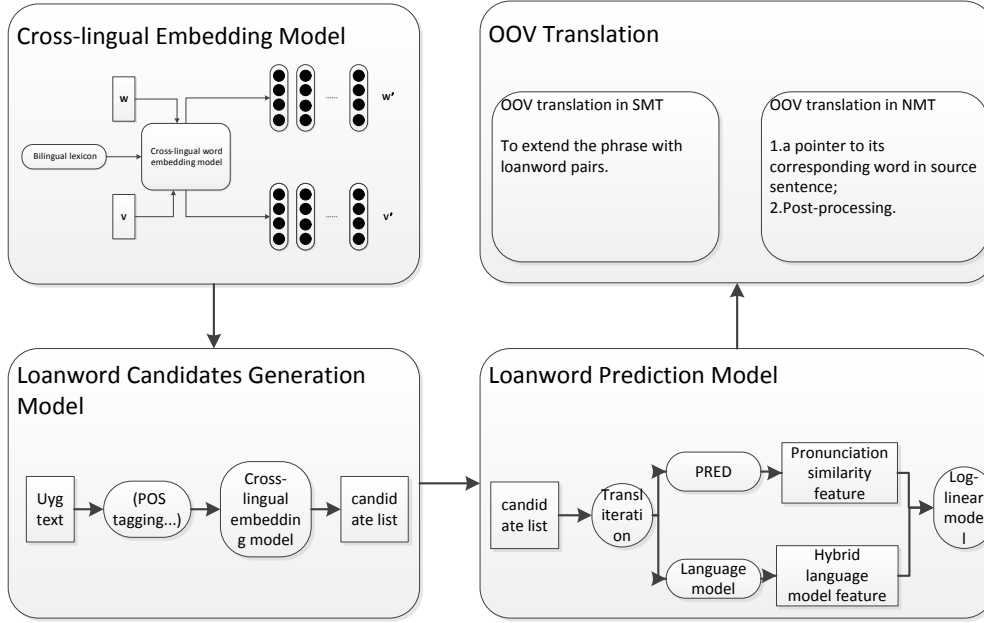 Cross-lingual Embedding Model
w
w'
Bilingual lexicon
Cross-lingual word
embedding model
v
v'
OOV Translation
OOV translation in SMT
To extend the phrase with
loanword pairs.
OOV translation in NMT
1.a pointer to its
corresponding word in source
sentence;
2.Post-processing.
Loanword Candidates Generation
Model
Uyg
text
(POS
tagging...)
Cross-
lingual
embeddin
g model
candid
ate list
Loanword Prediction Model
candid
ate list
Transl
iterati
on
PRED
Pronunciation
similarity
feature
Language
model
Hybrid
language
model feature
Log-
linear
mode
l